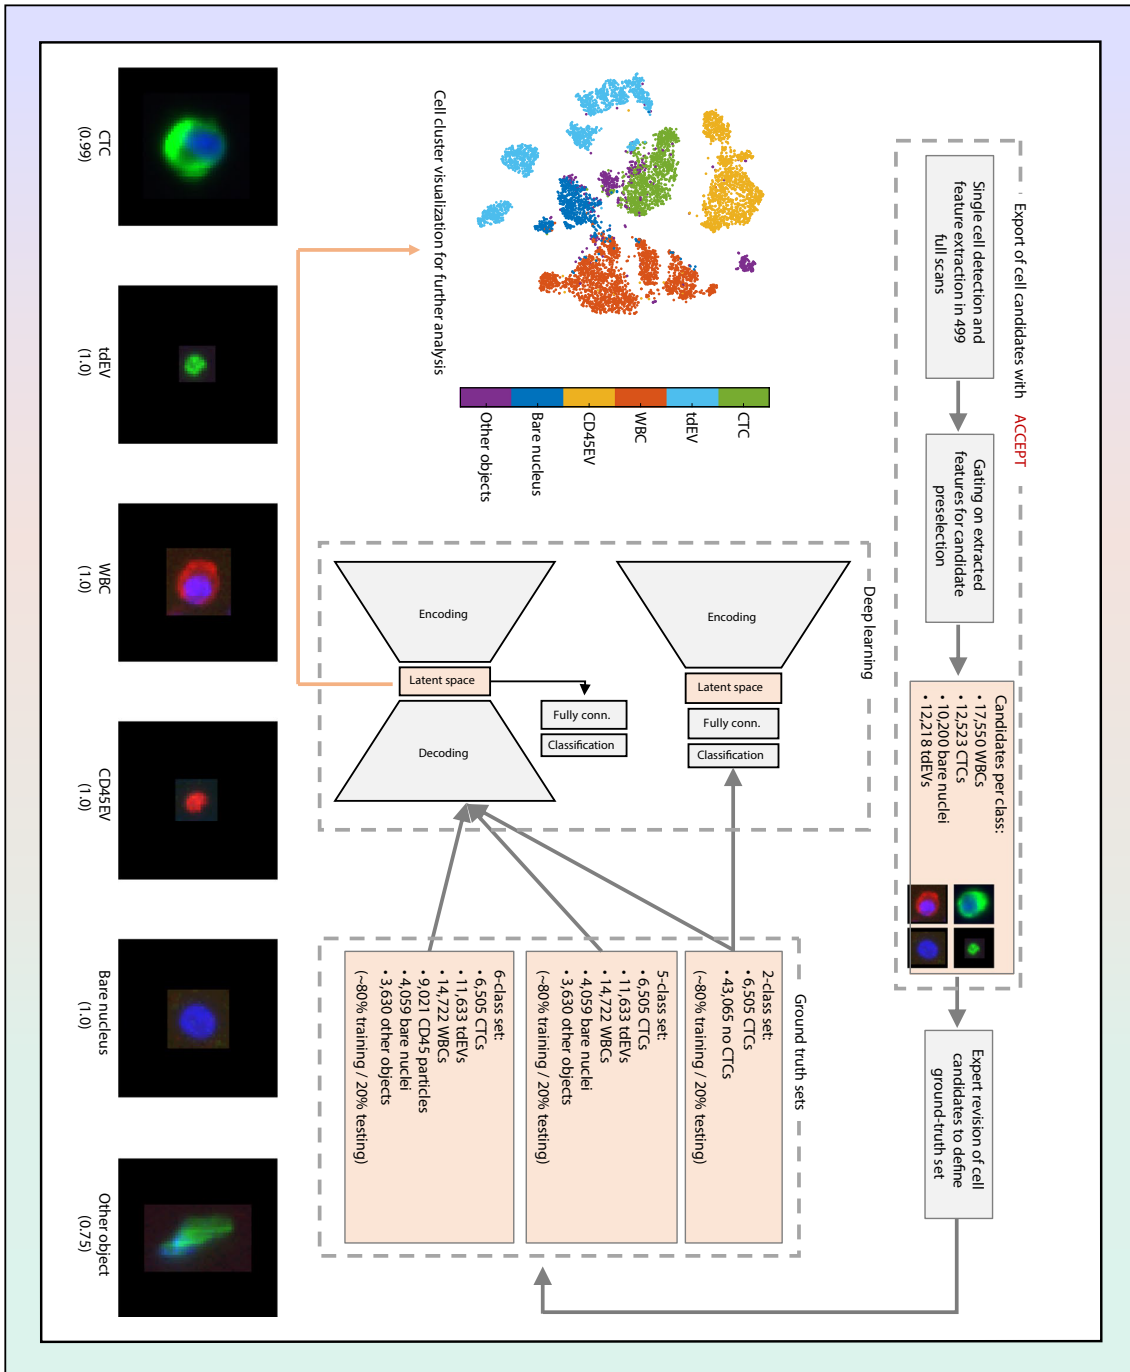 Export of cell candidates with ACCEPT
Single cell detection and
feature extraction in 499
full scans
Gating on extracted
features for candidate
preselection
Candidates per class:
• 17,550 WBCs
• 12,523 CTCs
• 10,200 bare nuclei
• 12,218 tdEVs
Expert revision of cell
candidates to define
ground-truth set
Cell cluster visualization for further analysis
CTC
tdEV
WBC
CD45EV
Bare nucleus
Other objects
Deep learning
Encoding
Latent space
Fully conn.
Classification
Encoding
Latent space
Decoding
Fully conn.
Classification
Ground truth sets
2-class set:
• 6,505 CTCs
• 43,065 no CTCs
(~80% training / 20% testing)
5-class set:
• 6,505 CTCs
• 11,633 tdEVs
• 14,722 WBCs
• 4,059 bare nuclei
• 3,630 other objects
(~80% training / 20% testing)
6-class set:
• 6,505 CTCs
• 11,633 tdEVs
• 14,722 WBCs
• 9,021 CD45 particles
• 4,059 bare nuclei
• 3,630 other objects
(~80% training / 20% testing)
CTC
(0.99)
tdEV
(1.0)
WBC
(1.0)
CD45EV
(1.0)
Bare nucleus
(1.0)
Other object
(0.75)